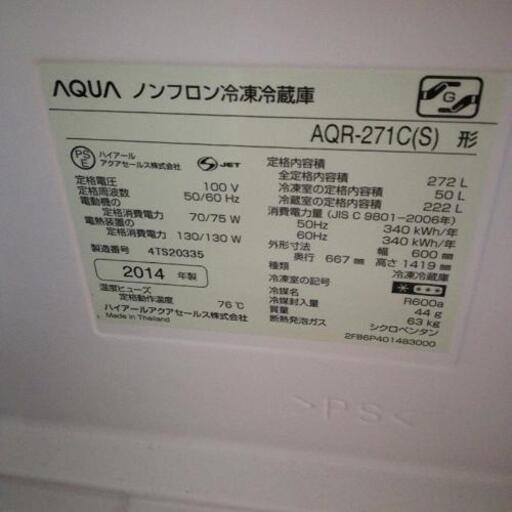 AQUA ノンフロン冷凍冷蔵庫
G
AQR-271C(S) 形
PS
E
ハイアール
アクアセールス株式会社
JET
定格電圧 100 V
定格周波数 50/60 Hz
電動機の
定格消費電力 70/75 W
電熱装置の
定格消費電力 130/130 W
製造番号 4TS20335
2014 年製
温度ヒューズ
定格動作温度 76℃
ハイアールアクアセールス株式会社
Made in Thailand
定格内容積
全定格内容積 272 L
冷凍室の定格内容積 50 L
冷蔵室の定格内容積 222 L
消費電力量 (JIS C 9801-2006年)
50Hz 340 kWh/年
60Hz 340 kWh/年
外形寸法 幅 600 mm
奥行 667 mm 高さ 1419 mm
種類 冷凍冷蔵庫
冷凍室の記号
冷媒名 R600a
冷媒封入量 44 g
質量 63 kg
断熱発泡ガス シクロペンタン
2FB6P401483000
>PS<